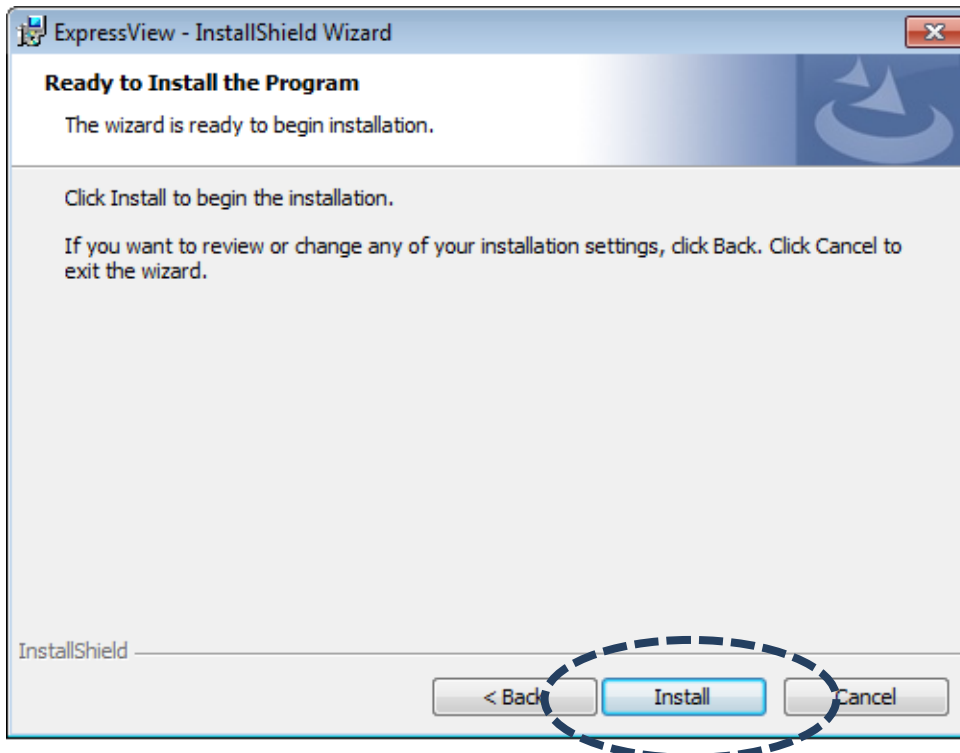 ExpressView - InstallShield Wizard
Ready to Install the Program
The wizard is ready to begin installation.
Click Install to begin the installation.
If you want to review or change any of your installation settings, click Back. Click Cancel to
exit the wizard.
InstallShield
< Back Install Cancel